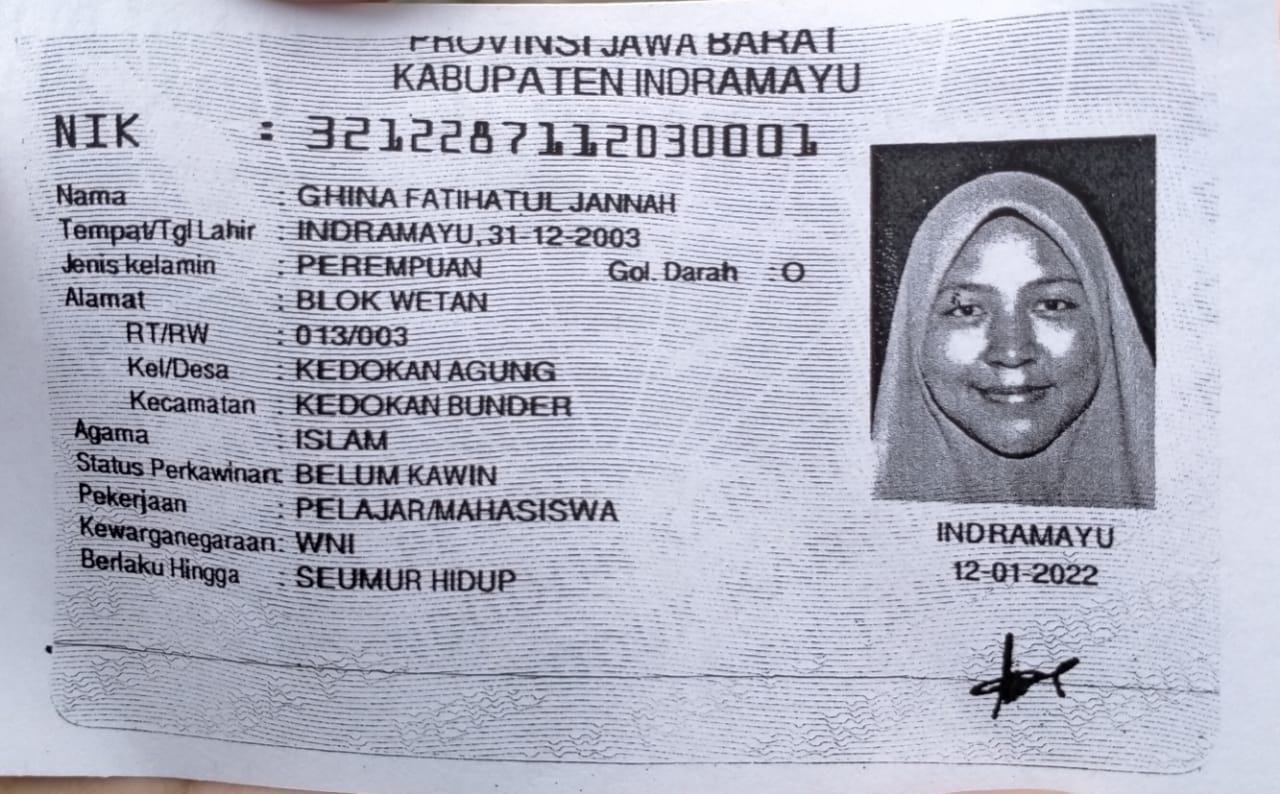 PROVINSI JAWA BARAT
KABUPATEN INDRAMAYU
NIK : 3212287112030001
Nama : GHINA FATIHATUL JANNAH
Tempat/Tgl Lahir : INDRAMAYU, 31-12-2003
Jenis kelamin : PEREMPUAN Gol. Darah : O
Alamat : BLOK WETAN
RT/RW : 013/003
Kel/Desa : KEDOKAN AGUNG
Kecamatan : KEDOKAN BUNDER
Agama : ISLAM
Status Perkawinan: BELUM KAWIN
Pekerjaan : PELAJAR/MAHASISWA
Kewarganegaraan: WNI
Berlaku Hingga : SEUMUR HIDUP
INDRAMAYU
12-01-2022